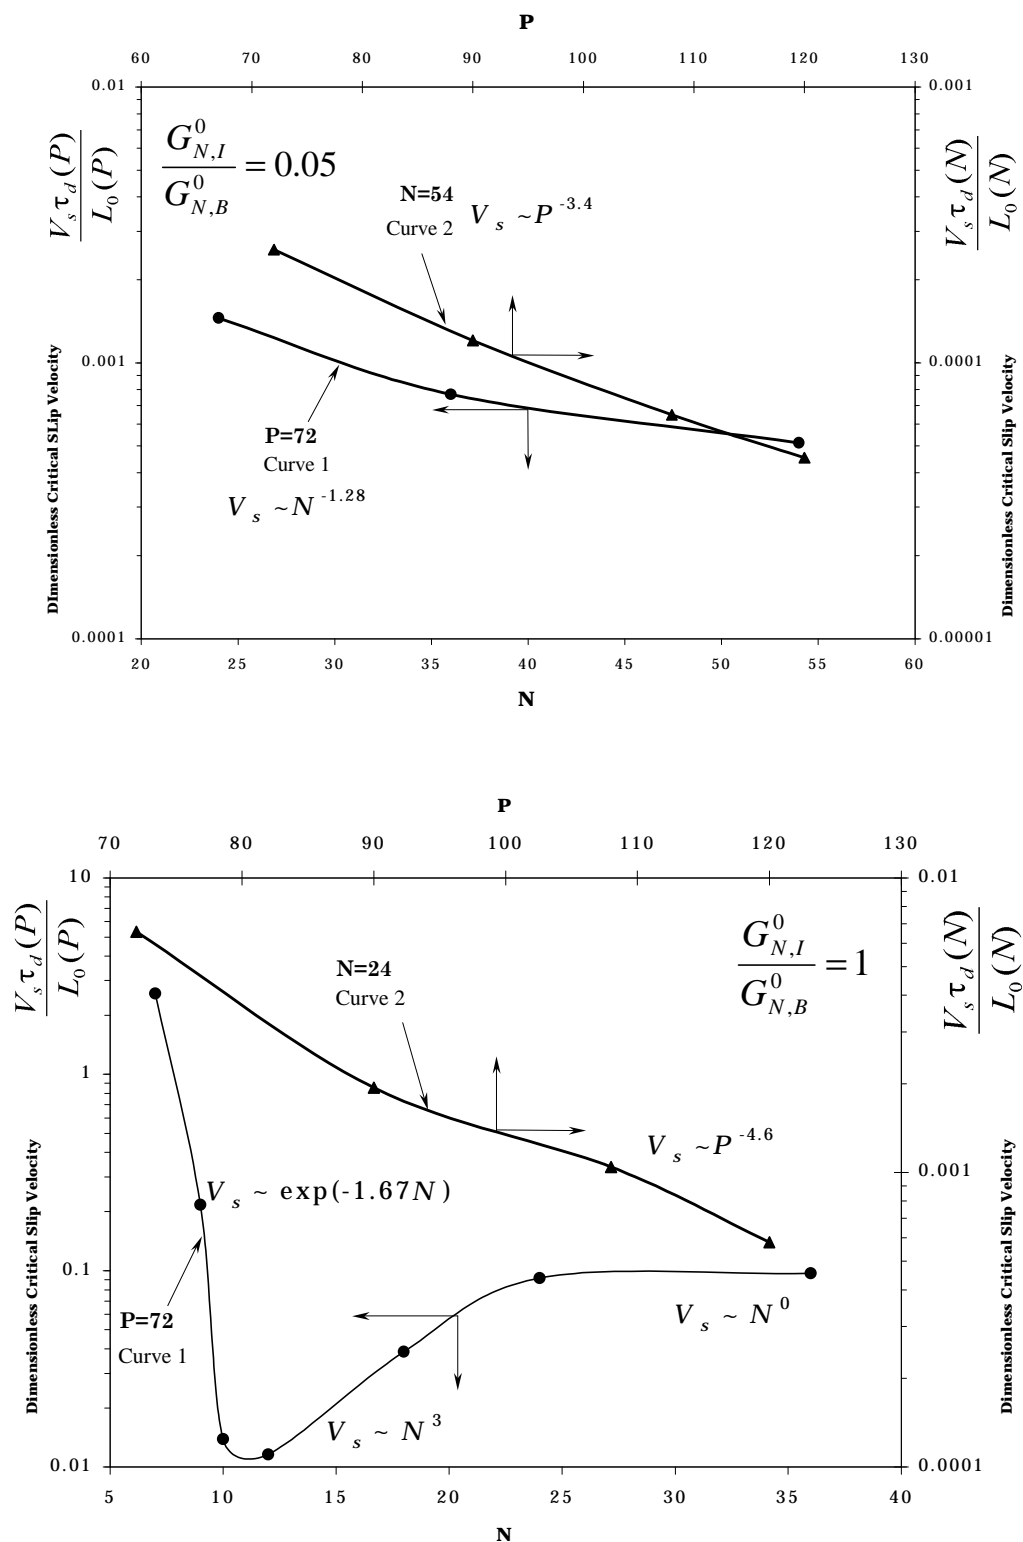 P
60 70 80 90 100 110 120 130
0.01 0.001
V_s τ_d (P) / L_0 (P)
G^0_{N,I} / G^0_{N,B} = 0.05
V_s τ_d (N) / L_0 (N)
N=54
Curve 2
V_s ~P^{-3.4}
0.001 0.0001
DImensionless Critical SLip Velocity
Dimensionless Critical Slip Velocity
P=72
Curve 1
V_s ~N^{-1.28}
0.0001 0.00001
20 25 30 35 40 45 50 55 60
N
P
70 80 90 100 110 120 130
10 0.01
V_s τ_d (P) / L_0 (P)
G^0_{N,I} / G^0_{N,B} = 1
V_s τ_d (N) / L_0 (N)
N=24
Curve 2
1
V_s ~P^{-4.6}
0.001
V_s ~ exp(-1.67N)
Dimensionless Critical Slip Velocity
Dimensionless Critical Slip Velocity
0.1
P=72
Curve 1
V_s ~ N^0
V_s ~ N^3
0.01 0.0001
5 10 15 20 25 30 35 40
N